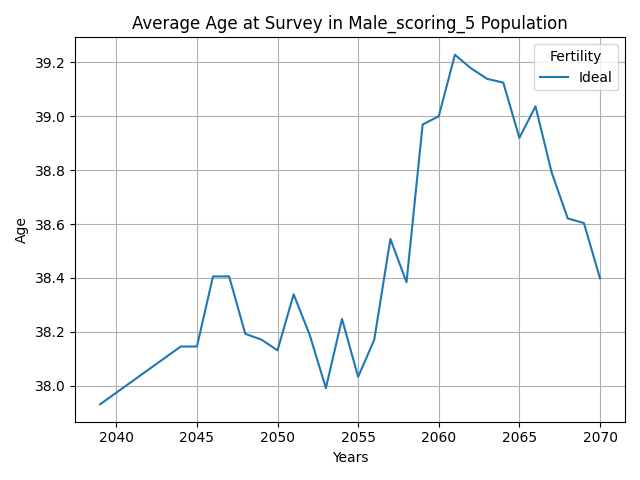 Average Age at Survey in Male_scoring_5 Population
Fertility
Ideal
39.2
39.0
38.8
38.6
38.4
38.2
38.0
Age
2040 2045 2050 2055 2060 2065 2070
Years